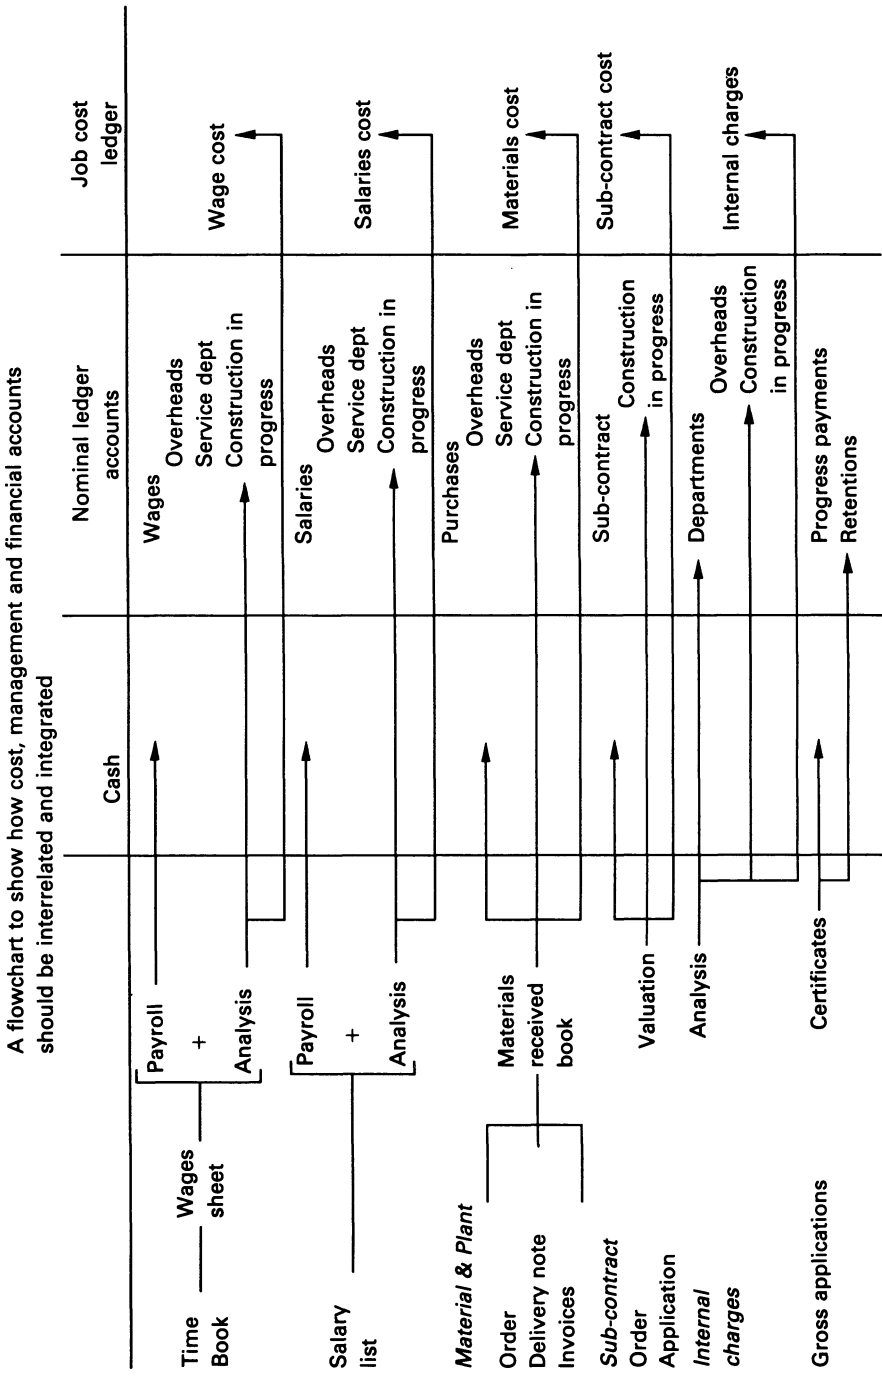 A flowchart to show how cost, management and financial accounts
should be interrelated and integrated
Cash
Nominal ledger
accounts
Job cost
ledger
Time
Book
Wages
sheet
Payroll
+
Analysis
Wages
Overheads
Service dept
Construction in
progress
Wage cost
Salary
list
Payroll
+
Analysis
Salaries
Overheads
Service dept
Construction in
progress
Salaries cost
Material & Plant
Order
Delivery note
Invoices
Materials
received
book
Purchases
Overheads
Service dept
Construction in
progress
Materials cost
Sub-contract
Order
Application
Valuation
Sub-contract
Construction
in progress
Sub-contract cost
Internal
charges
Analysis
Departments
Overheads
Construction
in progress
Internal charges
Gross applications
Certificates
Progress payments
Retentions